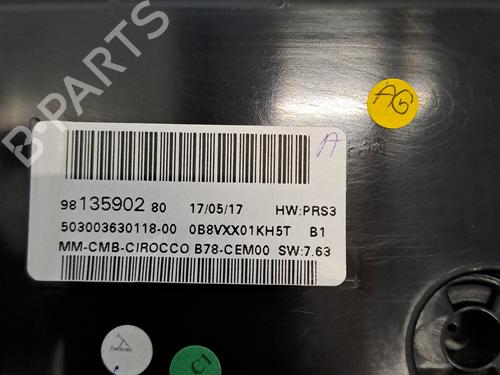 B-PARTS
AG
A
98 135902 80 17/05/17 HW:PRS3
503003630118-00 0B8VXX01KH5T B1
MM-CMB-CIROCCO B78-CEM00 SW:7.63